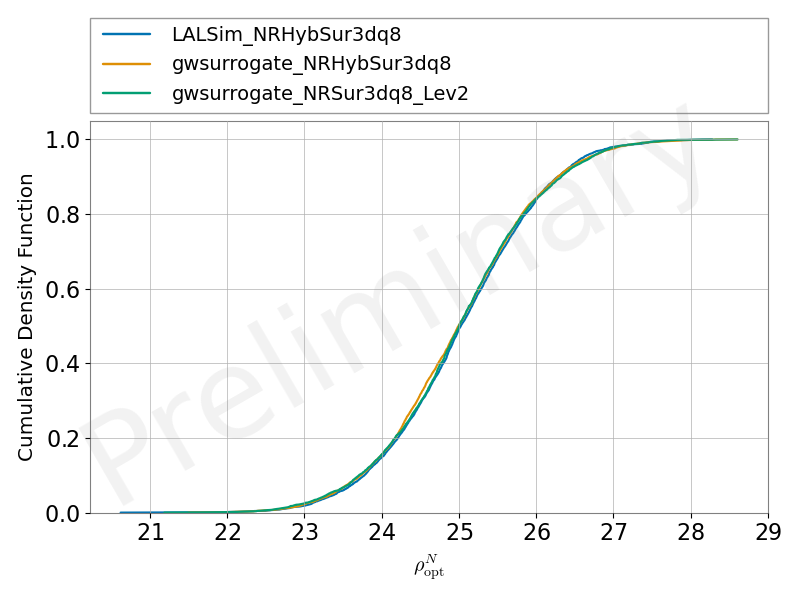 LALSim_NRHybSur3dq8
gwsurrogate_NRHybSur3dq8
gwsurrogate_NRSur3dq8_Lev2
Preliminary
Cumulative Density Function
1.0
0.8
0.6
0.4
0.2
0.0
21 22 23 24 25 26 27 28 29
ρ_opt^N